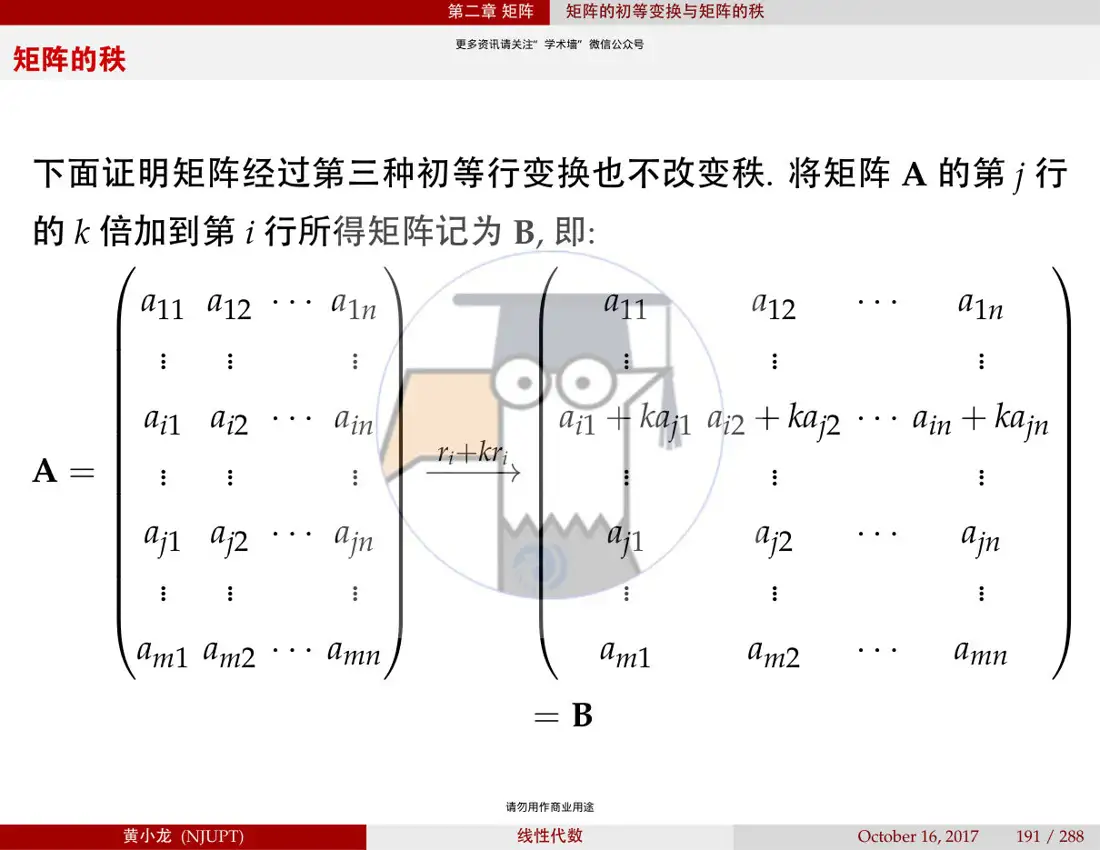 第二章 矩阵 矩阵的初等变换与矩阵的秩
更多资讯请关注“学术墙”微信公众号
矩阵的秩
下面证明矩阵经过第三种初等行变换也不改变秩. 将矩阵 A 的第 j 行
的 k 倍加到第 i 行所得矩阵记为 B, 即:
a11 a12 ··· a1n a11 a12 ··· a1n
⋮ ⋮ ⋮ ⋮ ⋮ ⋮
ai1 ai2 ··· ain ai1 + kaj1 ai2 + kaj2 ··· ain + kajn
A = ⋮ ⋮ ⋮ ri+kri → ⋮ ⋮ ⋮
aj1 aj2 ··· ajn aj1 aj2 ··· ajn
⋮ ⋮ ⋮ ⋮ ⋮ ⋮
am1 am2 ··· amn am1 am2 ··· amn
= B
请勿用作商业用途
黄小龙 (NJUPT) 线性代数 October 16, 2017 191 / 288